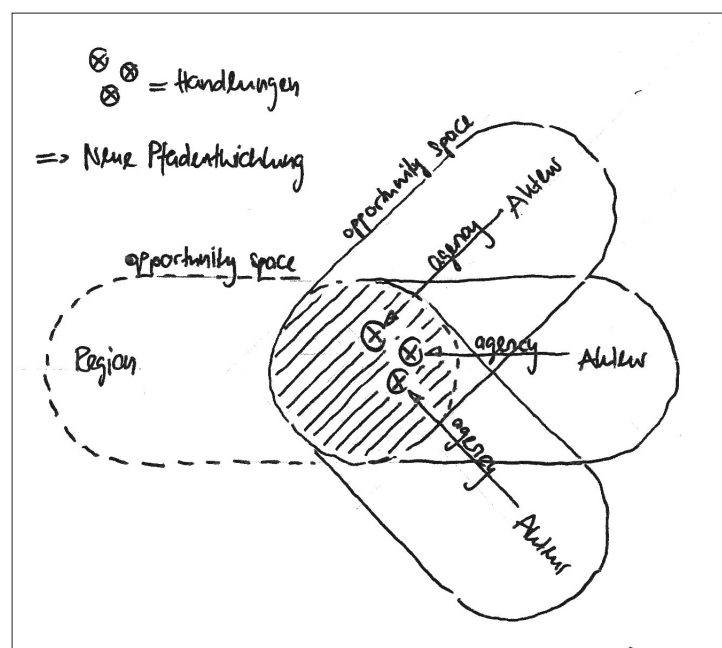 = Handlungen
=> Neue Pfadentwicklung
opportunity space
opportunity space
Region
agency
Akteur
agency
Akteur
agency
Akteur